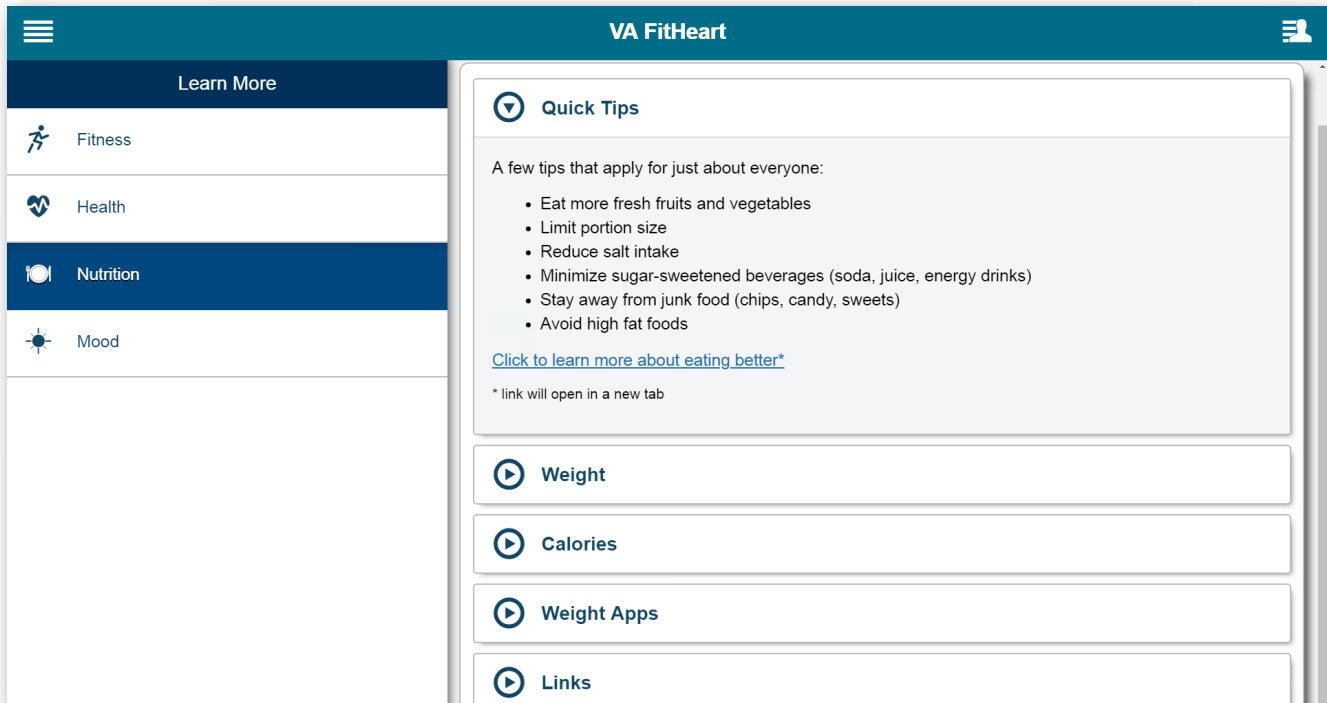 VA FitHeart
Learn More
Fitness
Health
Nutrition
Mood
Quick Tips
A few tips that apply for just about everyone:
• Eat more fresh fruits and vegetables
• Limit portion size
• Reduce salt intake
• Minimize sugar-sweetened beverages (soda, juice, energy drinks)
• Stay away from junk food (chips, candy, sweets)
• Avoid high fat foods
Click to learn more about eating better*
* link will open in a new tab
Weight
Calories
Weight Apps
Links